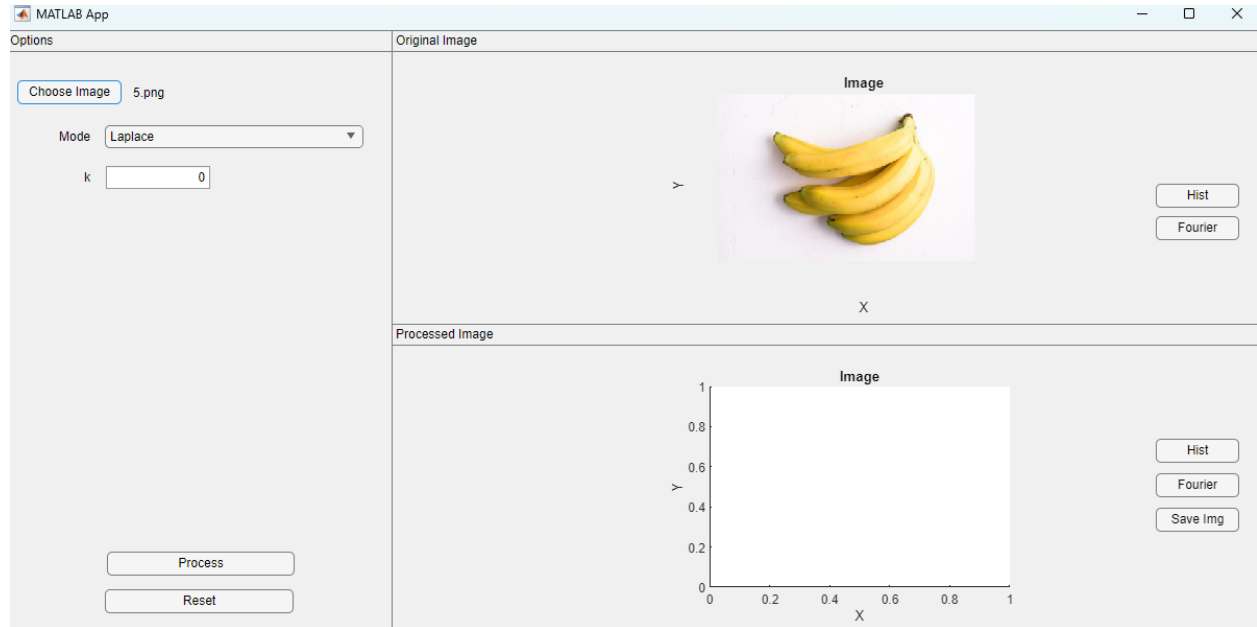 MATLAB App
Options
Choose Image 5.png
Mode Laplace
k 0
Process
Reset
Original Image
Image
Y
X
Hist
Fourier
Processed Image
Image
1
0.8
0.6
Y
0.4
0.2
0
0 0.2 0.4 0.6 0.8 1
X
Hist
Fourier
Save Img